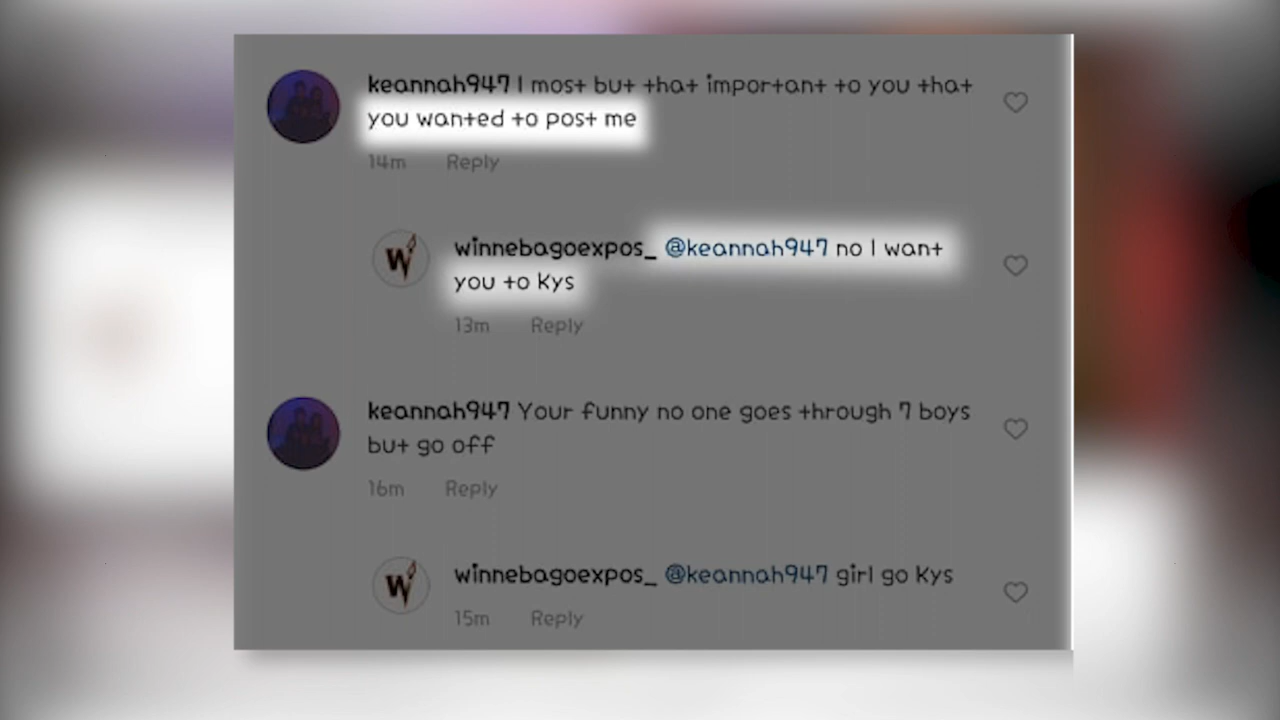 keannah947 I most but that important to you that
you wanted to post me
14m Reply
W
winnebagoexpos_ @keannah947 no I want
you to Kys
13m Reply
keannah947 Your funny no one goes through 7 boys
but go off
16m Reply
W
winnebagoexpos_ @keannah947 girl go Kys
15m Reply